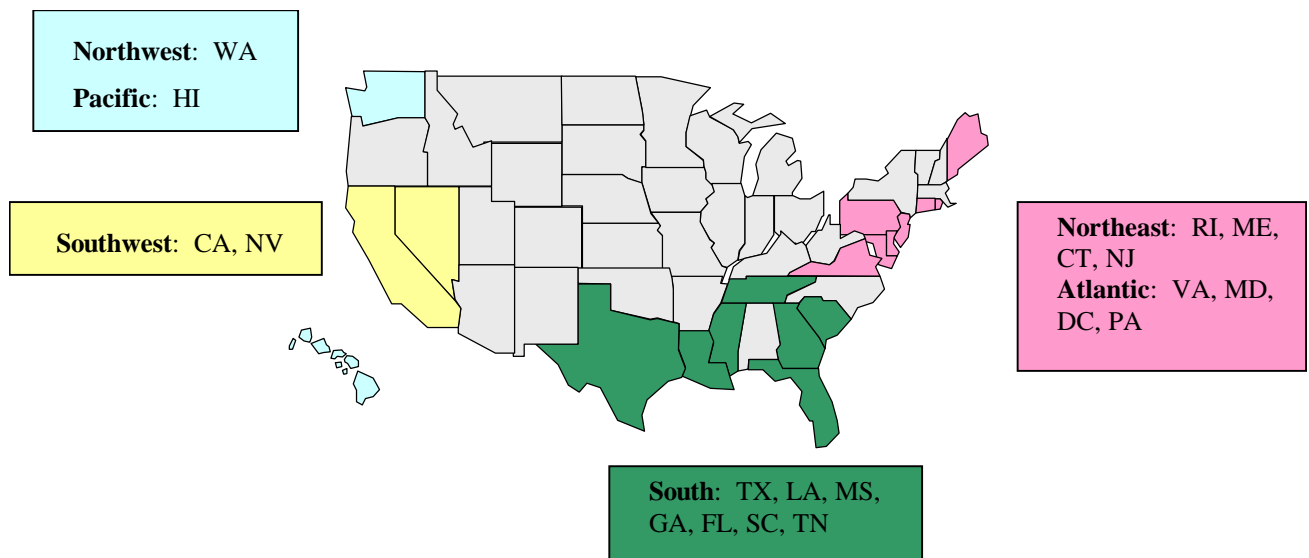 Northwest: WA
Pacific: HI
Southwest: CA, NV
Northeast: RI, ME,
CT, NJ
Atlantic: VA, MD,
DC, PA
South: TX, LA, MS,
GA, FL, SC, TN